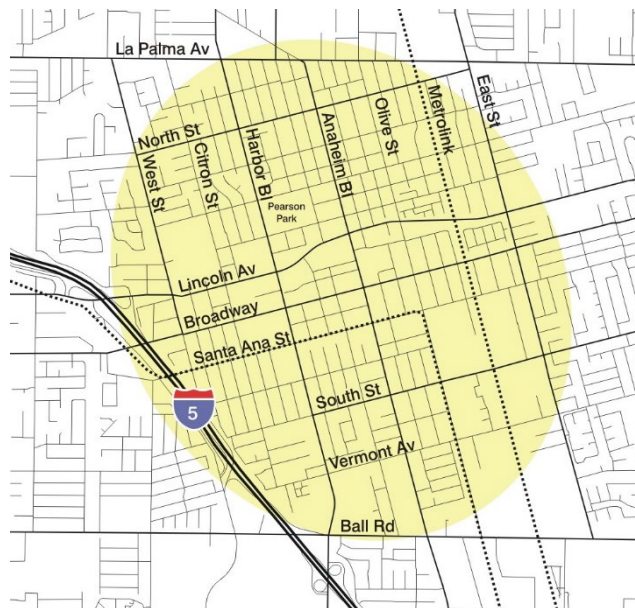 La Palma Av
North St
West St
Citron St
Harbor Bl
Anaheim Bl
Olive St
Metrolink
East St
Pearson
Park
Lincoln Av
Broadway
Santa Ana St
5
South St
Vermont Av
Ball Rd